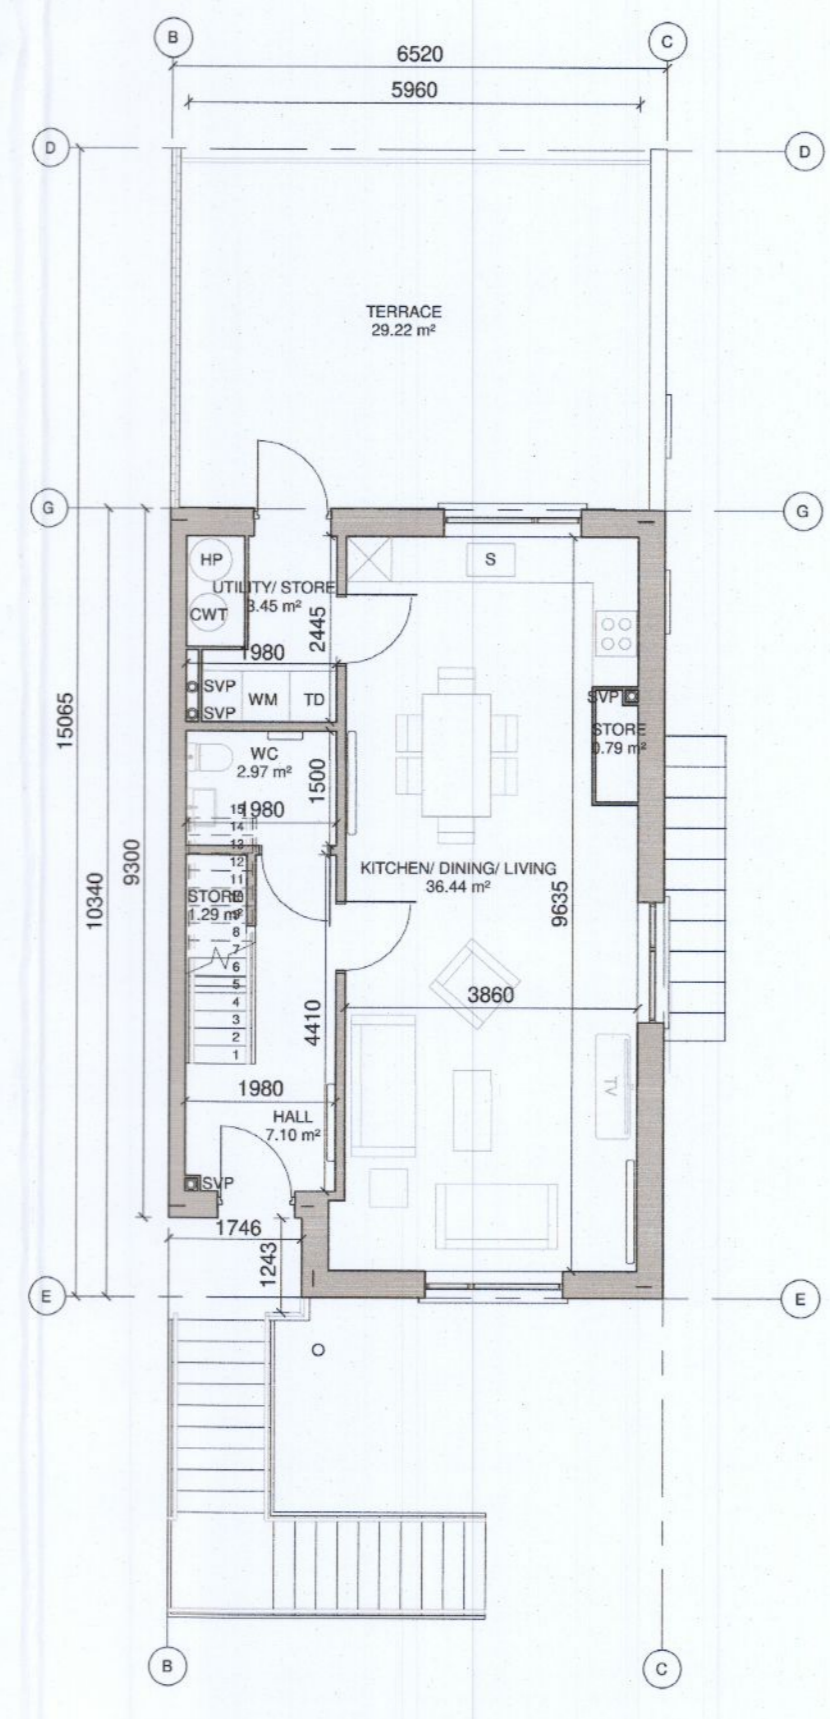 B
C
6520
5960
D
D
TERRACE
29.22 m²
G
G
HP
S
UTILITY/ STORE
3.45 m²
CWT
2445
1980
SVP
WM
TD
SVP
SVP
STORE
0.79 m²
15065
WC
2.97 m²
1500
1980
15
14
13
12
11
10
9
8
7
6
5
4
3
2
1
9300
10340
KITCHEN/ DINING/ LIVING
36.44 m²
9635
STORE
1.29 m²
3860
4410
1980
TV
HALL
7.10 m²
SVP
1746
1243
E
E
B
C